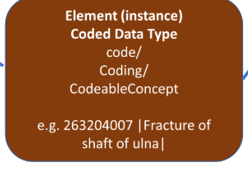 Element (instance)
Coded Data Type
code/
Coding/
CodeableConcept
e.g. 263204007 |Fracture of
shaft of ulna|